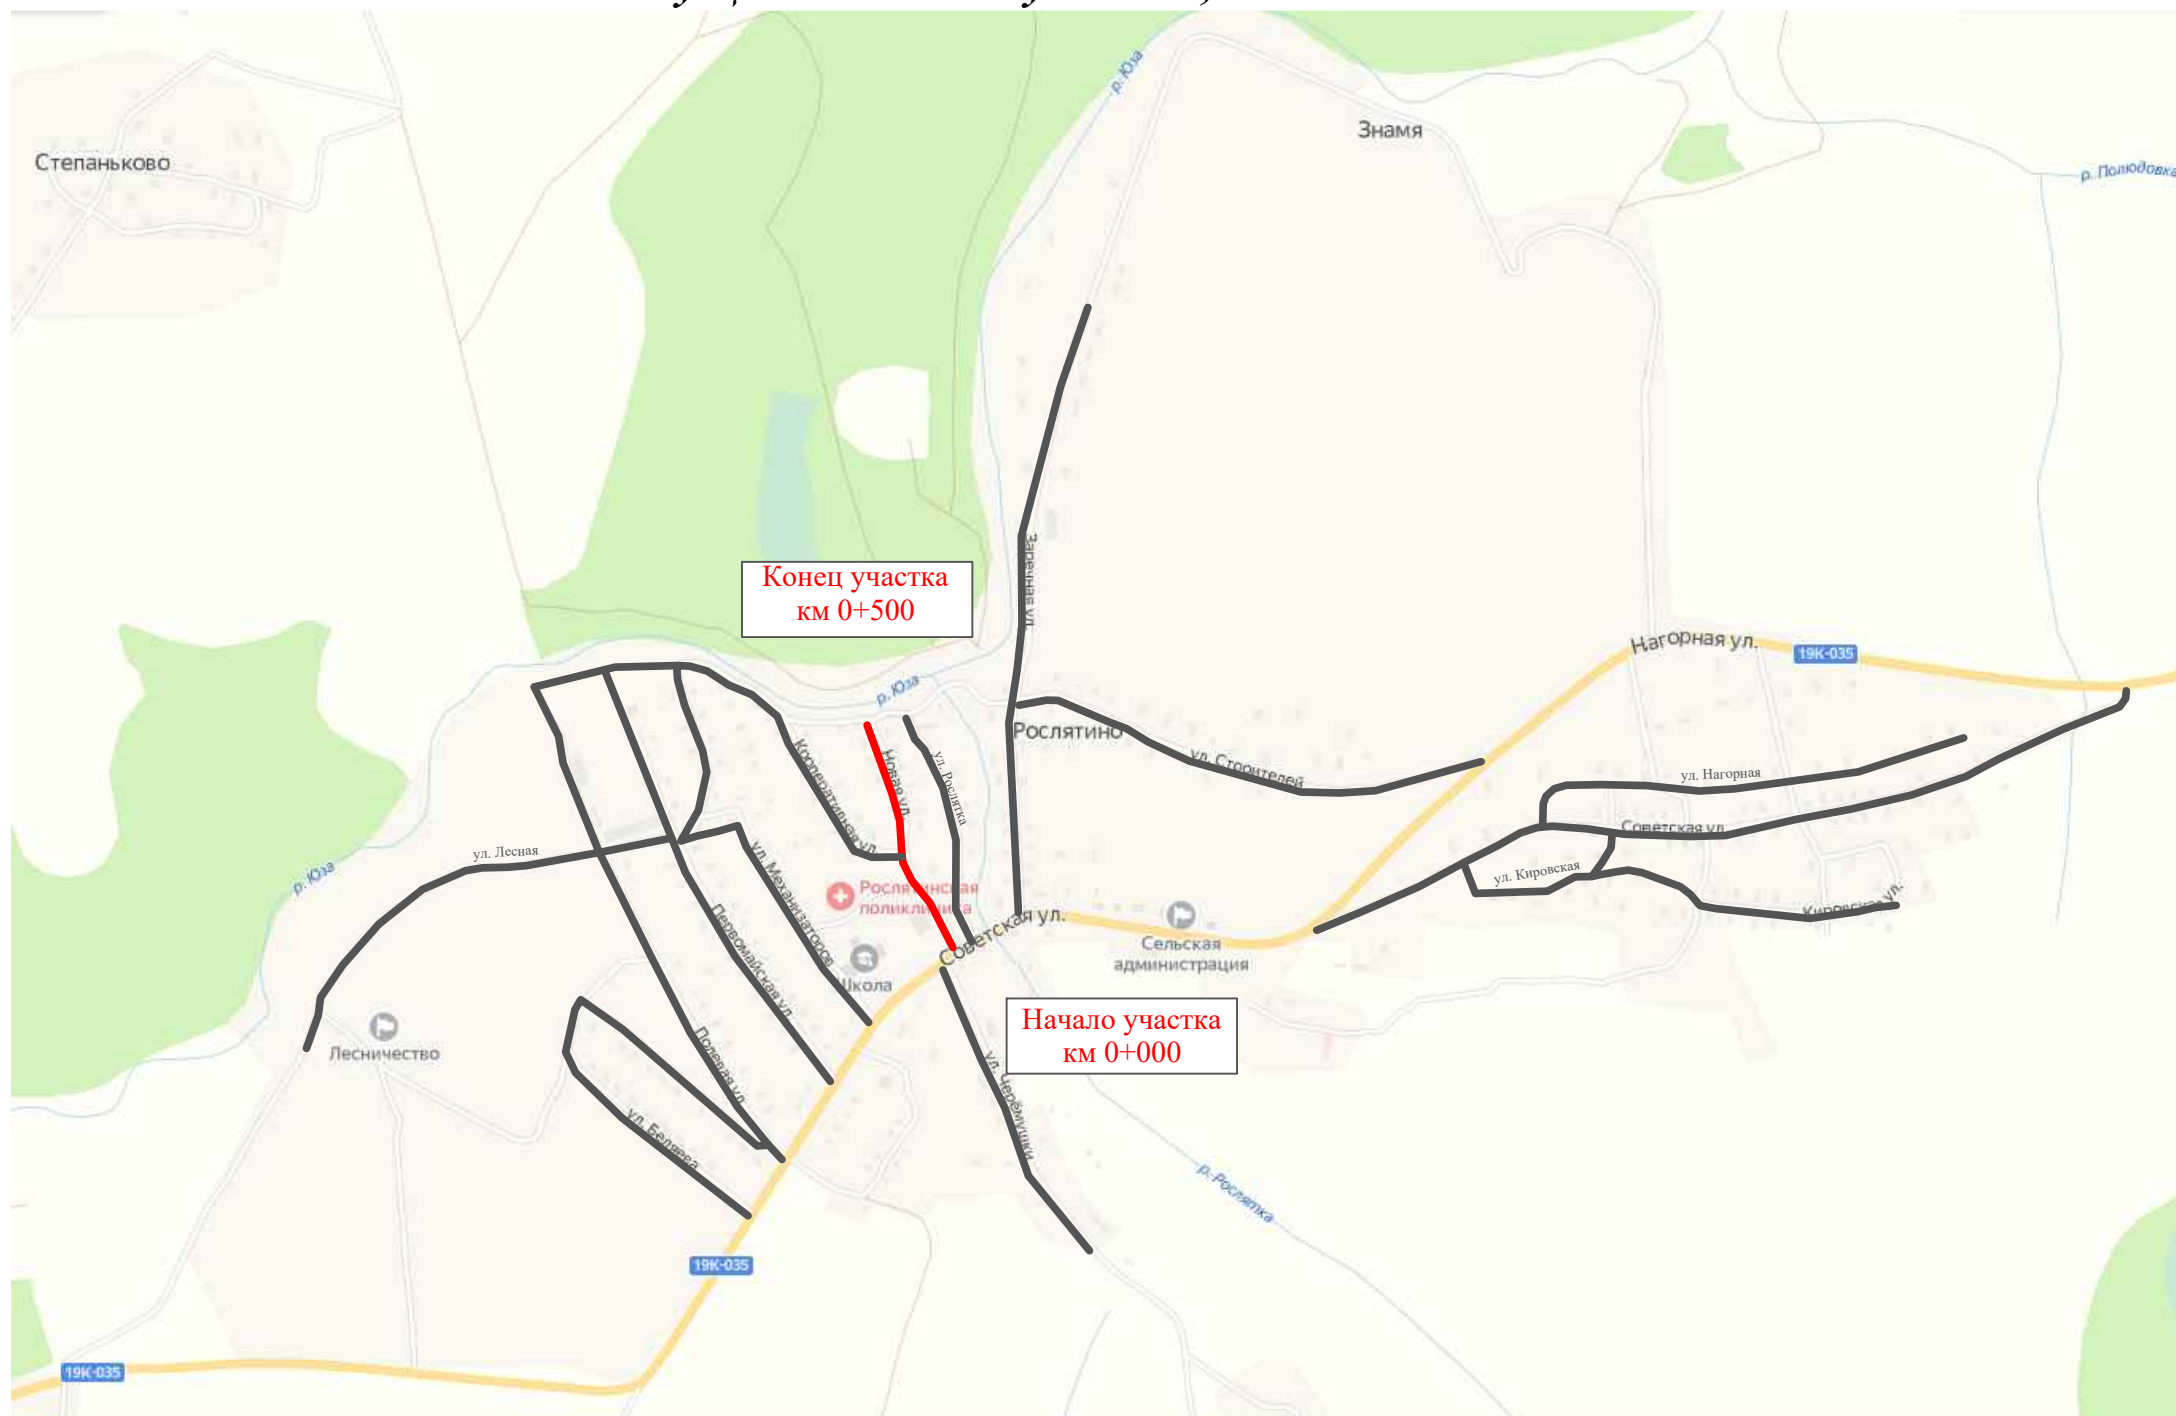 р. Юза
Знамя
Степаньково
р. Полюдовка
Заречная ул.
Конец участка
км 0+500
Нагорная ул.
19К-035
р. Юза
Рослятино
ул. Строителей
Кооперативная ул.
Новая ул.
ул. Рослятка
ул. Нагорная
Советская ул.
ул. Лесная
ул. Кировская
р. Юза
ул. Механизаторов
Рослятинская
поликлиника
Кировская ул.
Первомайская ул.
Советская ул.
Сельская
администрация
Школа
Начало участка
км 0+000
Лесничество
Полевая ул.
ул. Черёмушки
ул. Беляева
р. Рослятка
19К-035
19К-035